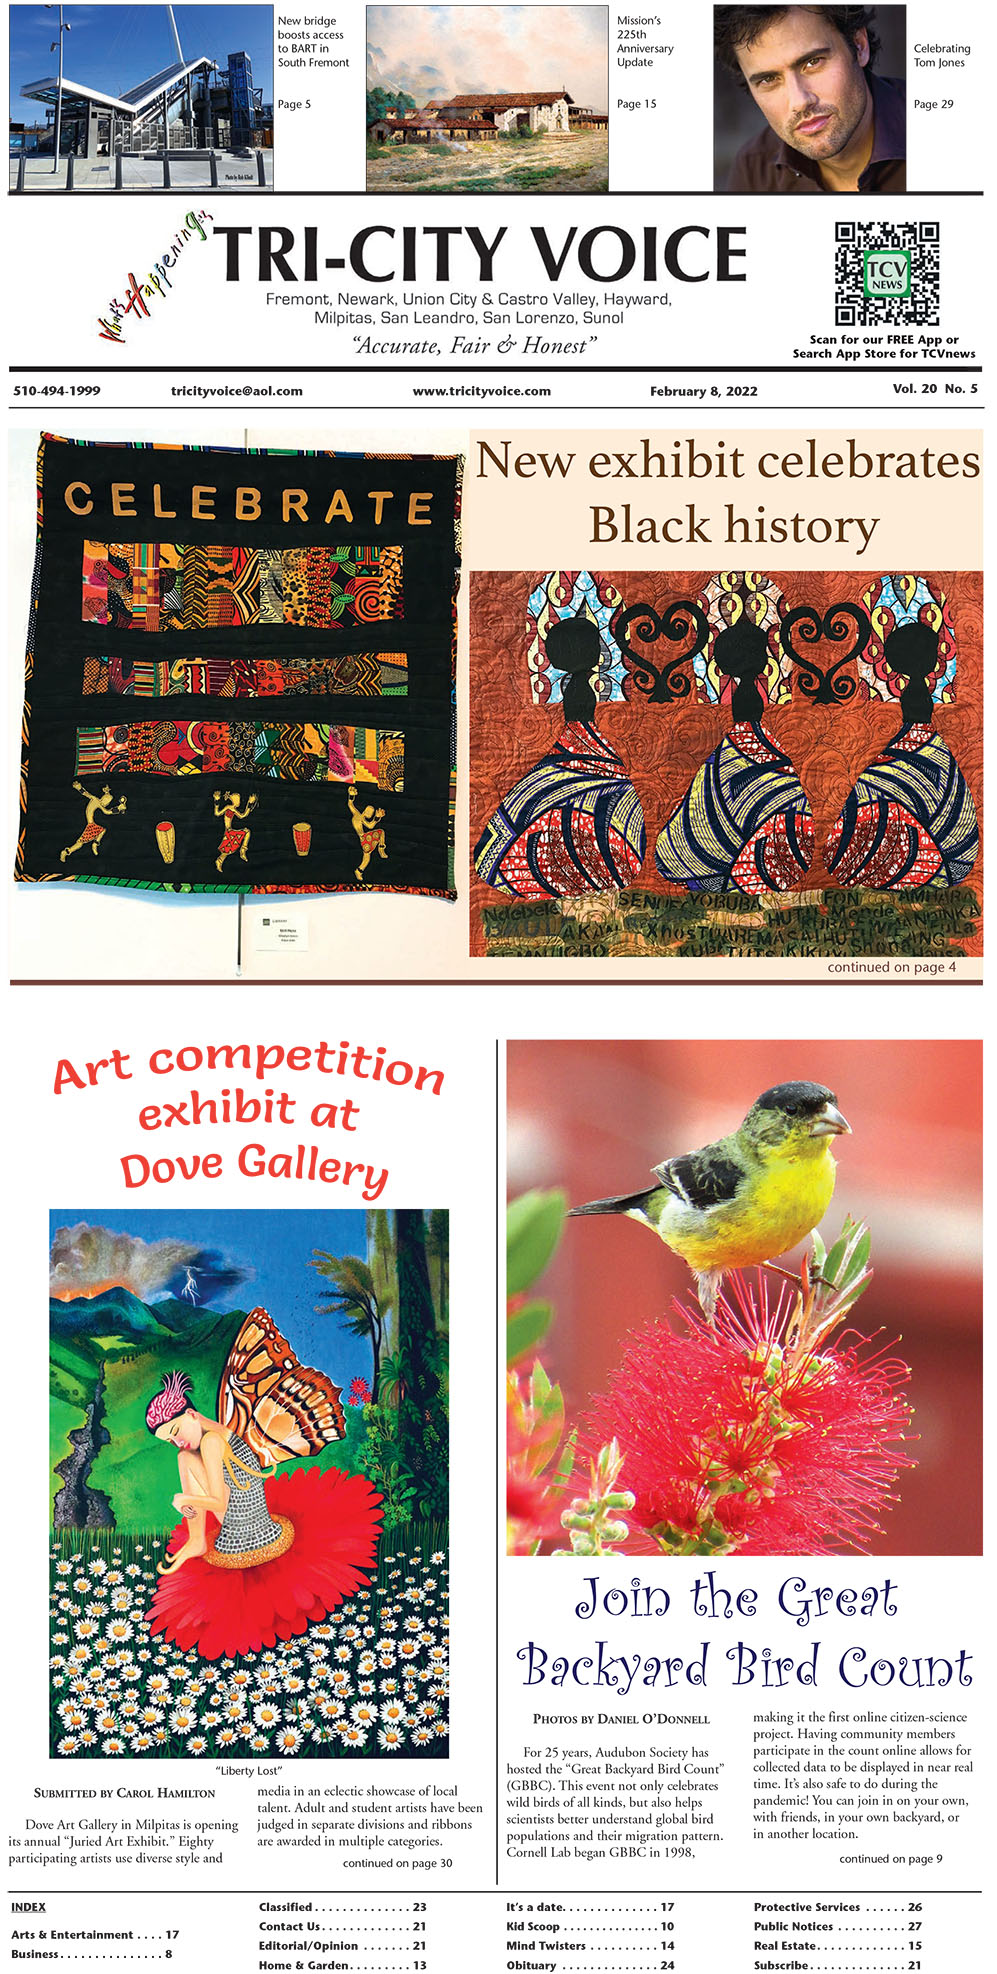 New bridge
boosts access
to BART in
South Fremont
Page 5
Photo by Rob Klindt
Mission's
225th
Anniversary
Update
Page 15
Celebrating
Tom Jones
Page 29
What's Happening's
TRI-CITY VOICE
Fremont, Newark, Union City & Castro Valley, Hayward,
Milpitas, San Leandro, San Lorenzo, Sunol
“Accurate, Fair & Honest”
TCV
NEWS
Scan for our FREE App or
Search App Store for TCVnews
510-494-1999 tricityvoice@aol.com www.tricityvoice.com February 8, 2022 Vol. 20 No. 5
CELEBRATE
New exhibit celebrates
Black history
Ndebele SENUFA YORUBA FON AMHARA
AKAN Xhosa Mende MANDINKA
IGBO KIKUYU Hausa
continued on page 4
Art competition
exhibit at
Dove Gallery
“Liberty Lost”
SUBMITTED BY CAROL HAMILTON
Dove Art Gallery in Milpitas is opening
its annual “Juried Art Exhibit.” Eighty
participating artists use diverse style and
media in an eclectic showcase of local
talent. Adult and student artists have been
judged in separate divisions and ribbons
are awarded in multiple categories.
continued on page 30
Join the Great
Backyard Bird Count
PHOTOS BY DANIEL O'DONNELL
For 25 years, Audubon Society has
hosted the “Great Backyard Bird Count”
(GBBC). This event not only celebrates
wild birds of all kinds, but also helps
scientists better understand global bird
populations and their migration pattern.
Cornell Lab began GBBC in 1998,
making it the first online citizen-science
project. Having community members
participate in the count online allows for
collected data to be displayed in near real
time. It's also safe to do during the
pandemic! You can join in on your own,
with friends, in your own backyard, or
in another location.
continued on page 9
INDEX
Arts & Entertainment . . . . 17
Business . . . . . . . . . . . . . . . 8
Classified . . . . . . . . . . . . . . 23
Contact Us . . . . . . . . . . . . . 21
Editorial/Opinion . . . . . . . 21
Home & Garden . . . . . . . . . 13
It's a date. . . . . . . . . . . . . . 17
Kid Scoop . . . . . . . . . . . . . . 10
Mind Twisters . . . . . . . . . . 14
Obituary . . . . . . . . . . . . . . 24
Protective Services . . . . . . 26
Public Notices . . . . . . . . . . 27
Real Estate . . . . . . . . . . . . . 15
Subscribe . . . . . . . . . . . . . . 21